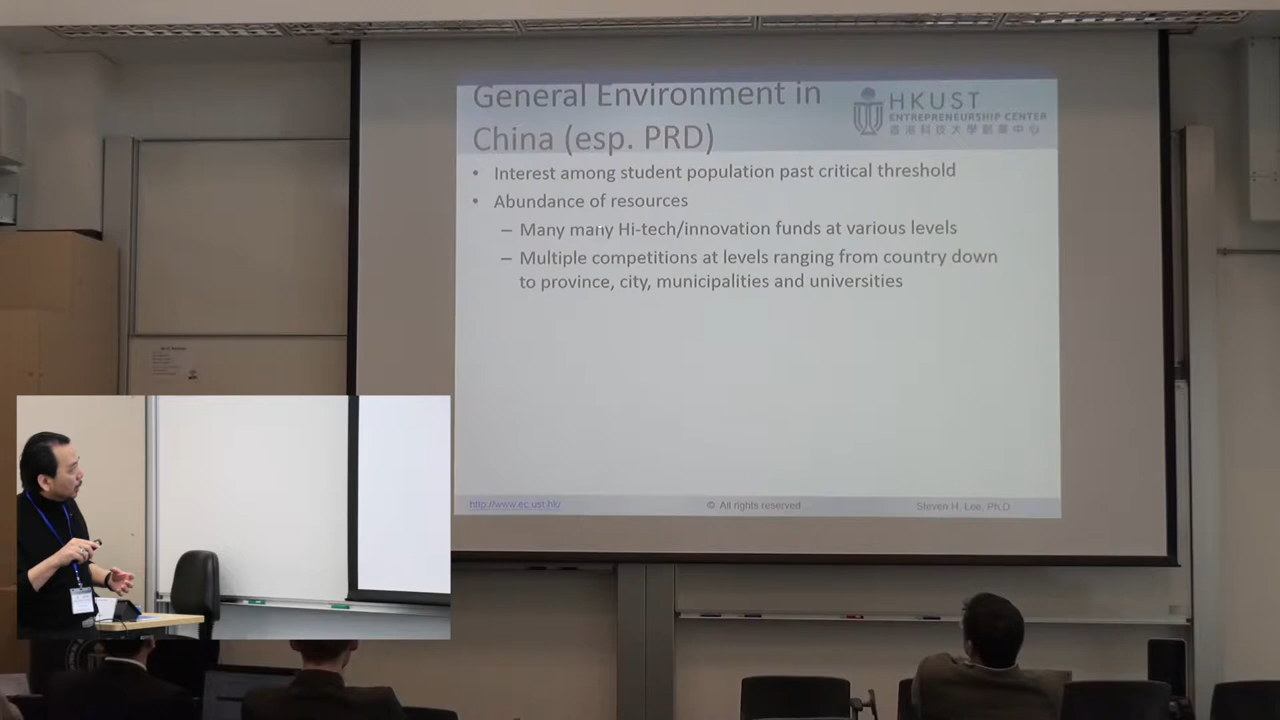 General Environment in
China (esp. PRD)
HKUST
ENTREPRENEURSHIP CENTER
香港科技大學創業中心
• Interest among student population past critical threshold
• Abundance of resources
– Many many Hi-tech/innovation funds at various levels
– Multiple competitions at levels ranging from country down
to province, city, municipalities and universities
http://www.ec.ust.hk/
© All rights reserved
Steven H. Lee, Ph.D